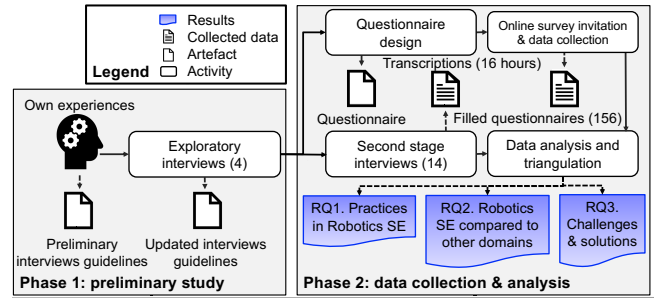 Results
Collected data
Artefact
Legend
Activity
Own experiences
Exploratory
interviews (4)
Preliminary
interviews guidelines
Updated interviews
guidelines
Phase 1: preliminary study
Questionnaire
design
Online survey invitation
& data collection
Transcriptions (16 hours)
Questionnaire
Filled questionnaires (156)
Second stage
interviews (14)
Data analysis and
triangulation
RQ1. Practices
in Robotics SE
RQ2. Robotics
SE compared to
other domains
RQ3.
Challenges
& solutions
Phase 2: data collection & analysis